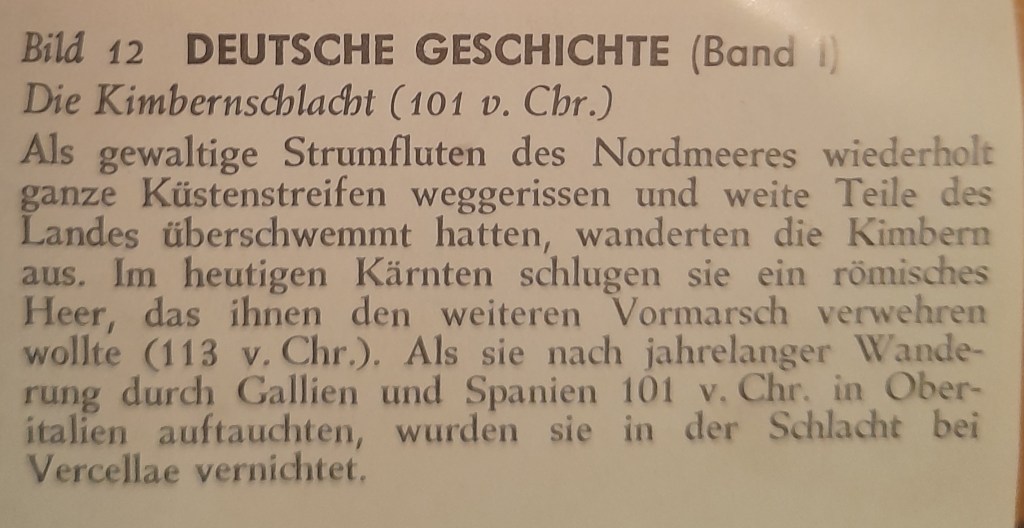 Bild 12 DEUTSCHE GESCHICHTE (Band I)
Die Kimbernschlacht (101 v. Chr.)
Als gewaltige Strumfluten des Nordmeeres wiederholt
ganze Küstenstreifen weggerissen und weite Teile des
Landes überschwemmt hatten, wanderten die Kimbern
aus. Im heutigen Kärnten schlugen sie ein römisches
Heer, das ihnen den weiteren Vormarsch verwehren
wollte (113 v. Chr.). Als sie nach jahrelanger Wande-
rung durch Gallien und Spanien 101 v. Chr. in Ober-
italien auftauchten, wurden sie in der Schlacht bei
Vercellae vernichtet.